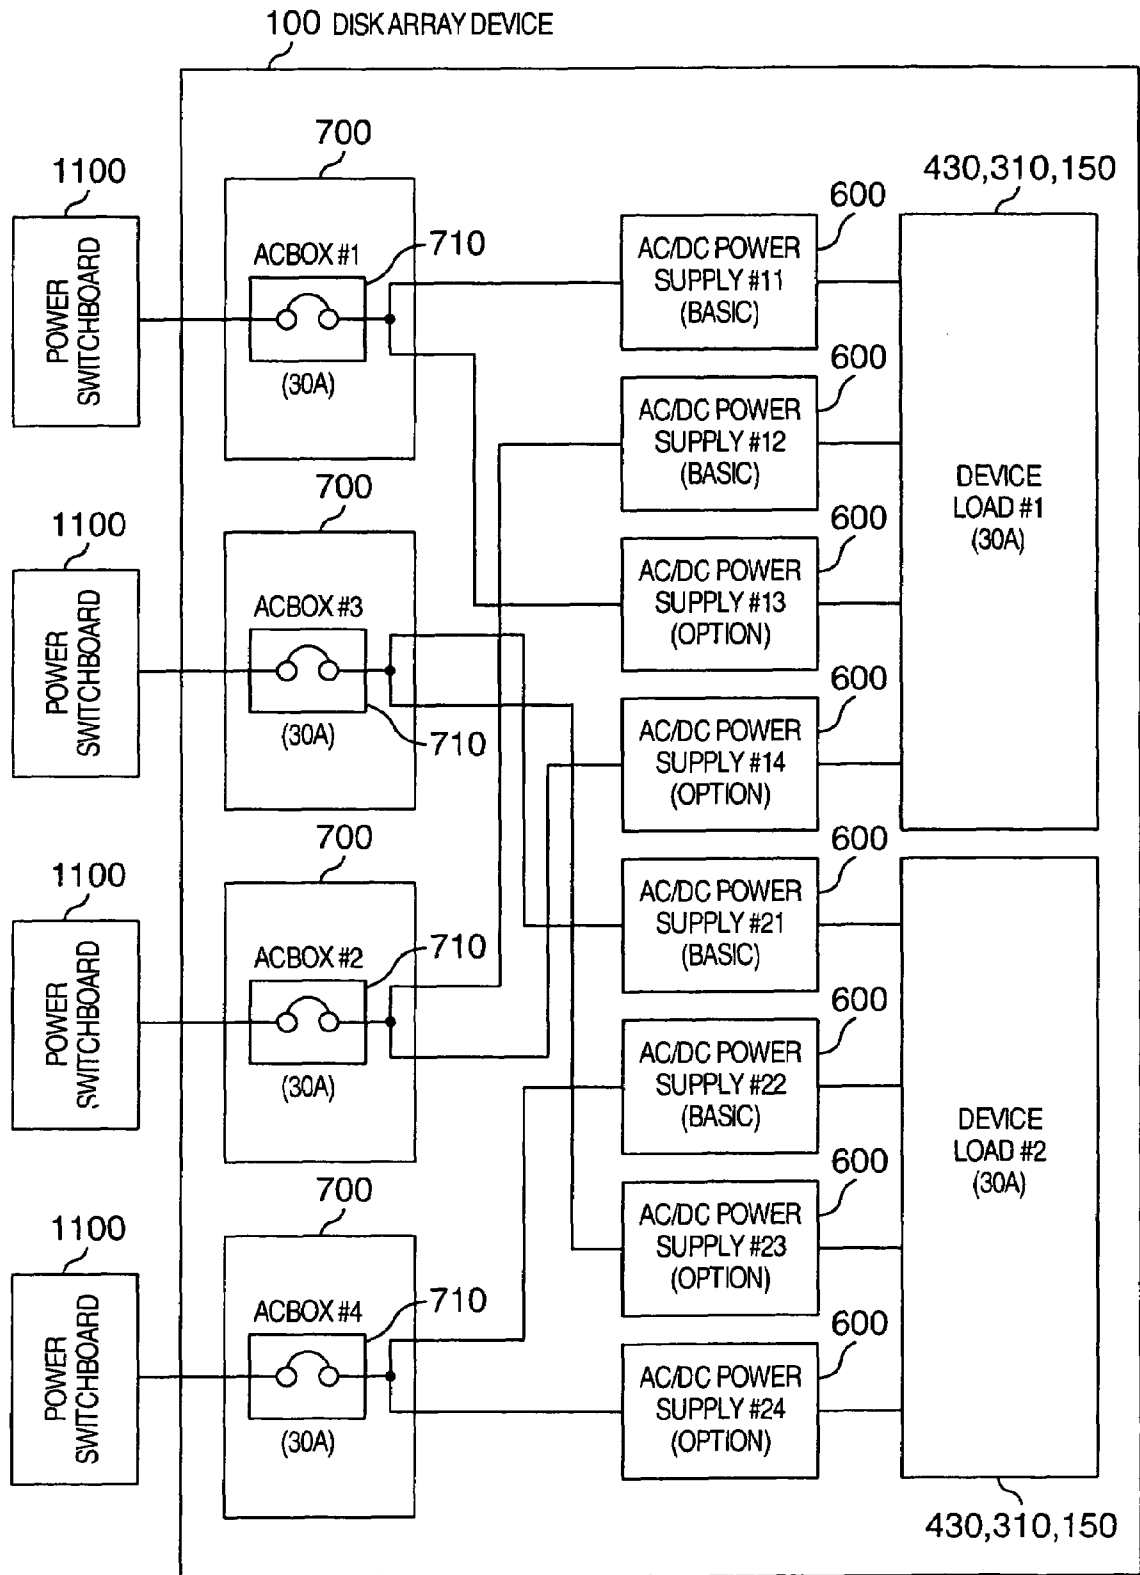 100 DISK ARRAY DEVICE
700
1100
POWER
SWITCHBOARD
ACBOX #1
710
(30A)
600
AC/DC POWER
SUPPLY #11
(BASIC)
430,310,150
600
AC/DC POWER
SUPPLY #12
(BASIC)
DEVICE
LOAD #1
(30A)
700
1100
POWER
SWITCHBOARD
ACBOX #3
(30A)
710
600
AC/DC POWER
SUPPLY #13
(OPTION)
600
AC/DC POWER
SUPPLY #14
(OPTION)
700
1100
POWER
SWITCHBOARD
ACBOX #2
710
(30A)
600
AC/DC POWER
SUPPLY #21
(BASIC)
600
AC/DC POWER
SUPPLY #22
(BASIC)
DEVICE
LOAD #2
(30A)
700
1100
POWER
SWITCHBOARD
ACBOX #4
710
(30A)
600
AC/DC POWER
SUPPLY #23
(OPTION)
600
AC/DC POWER
SUPPLY #24
(OPTION)
430,310,150